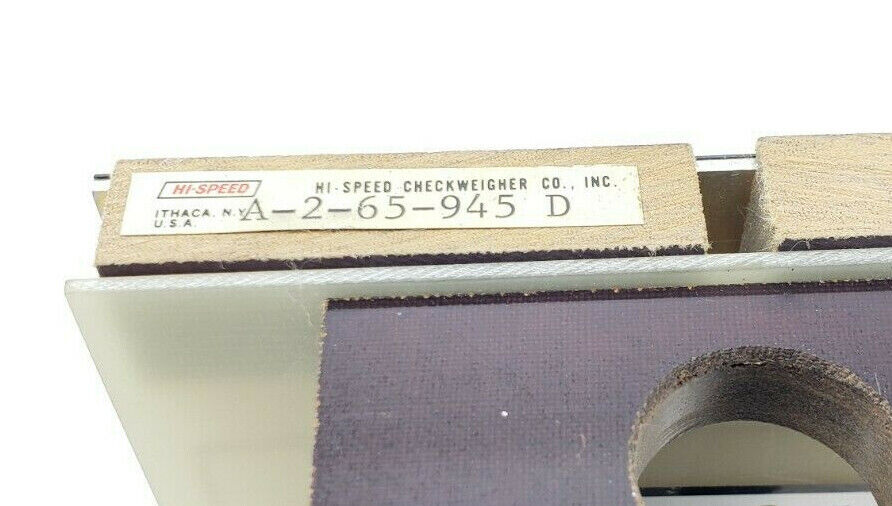 HI-SPEED
HI-SPEED CHECKWEIGHER CO., INC.
ITHACA, N.Y.
A-2-65-945 D
U.S.A.